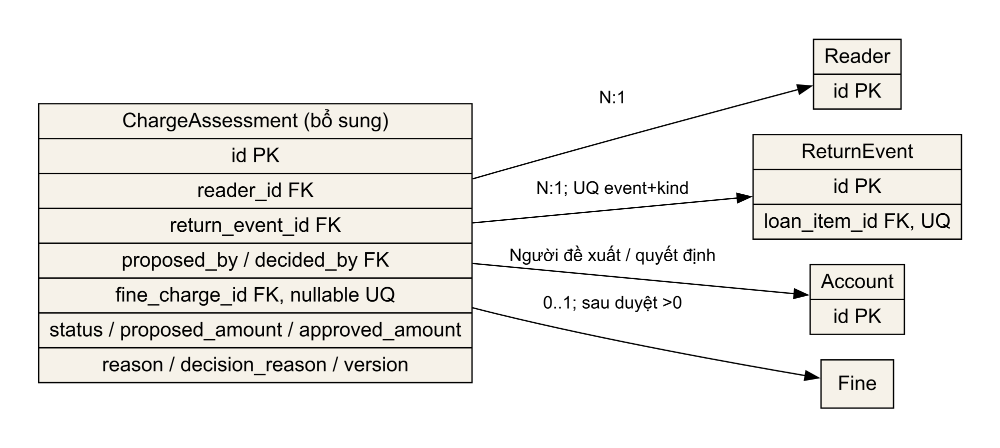 ChargeAssessment (bổ sung)
id PK
reader_id FK
return_event_id FK
proposed_by / decided_by FK
fine_charge_id FK, nullable UQ
status / proposed_amount / approved_amount
reason / decision_reason / version
N:1
N:1; UQ event+kind
Người đề xuất / quyết định
0..1; sau duyệt >0
Reader
id PK
ReturnEvent
id PK
loan_item_id FK, UQ
Account
id PK
Fine